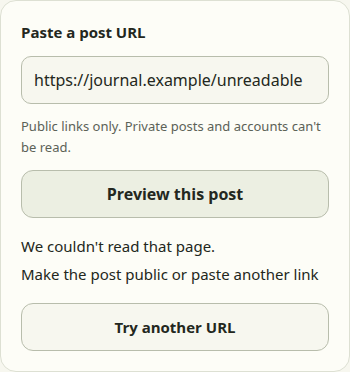 Paste a post URL
https://journal.example/unreadable
Public links only. Private posts and accounts can't
be read.
Preview this post
We couldn't read that page.
Make the post public or paste another link
Try another URL